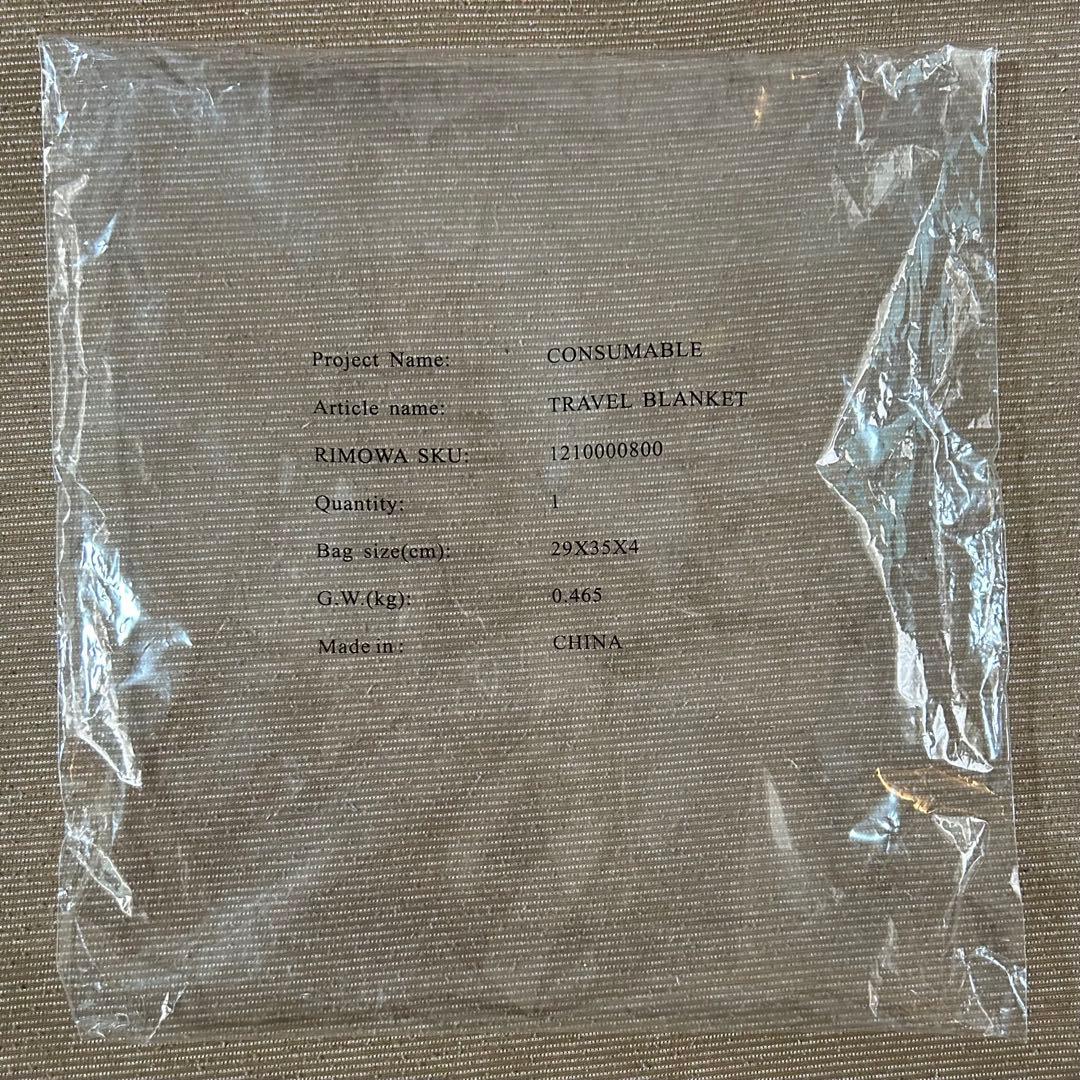 Project Name: CONSUMABLE
Article name: TRAVEL BLANKET
RIMOWA SKU: 1210000800
Quantity: 1
Bag size(cm): 29X35X4
G.W.(kg): 0.465
Made in : CHINA